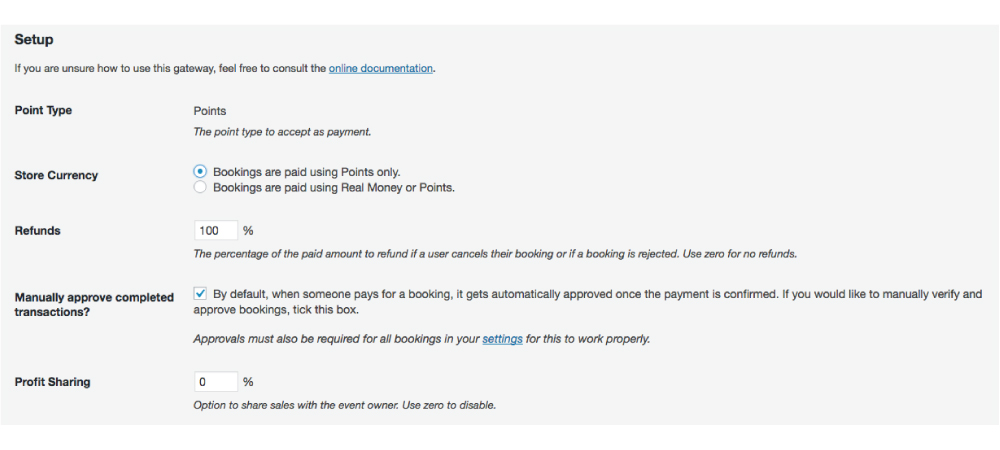 Setup
If you are unsure how to use this gateway, feel free to consult the online documentation.
Point Type
Points
The point type to accept as payment.
Store Currency
Bookings are paid using Points only.
Bookings are paid using Real Money or Points.
Refunds
100 %
The percentage of the paid amount to refund if a user cancels their booking or if a booking is rejected. Use zero for no refunds.
Manually approve completed
transactions?
By default, when someone pays for a booking, it gets automatically approved once the payment is confirmed. If you would like to manually verify and
approve bookings, tick this box.
Approvals must also be required for all bookings in your settings for this to work properly.
Profit Sharing
0 %
Option to share sales with the event owner. Use zero to disable.